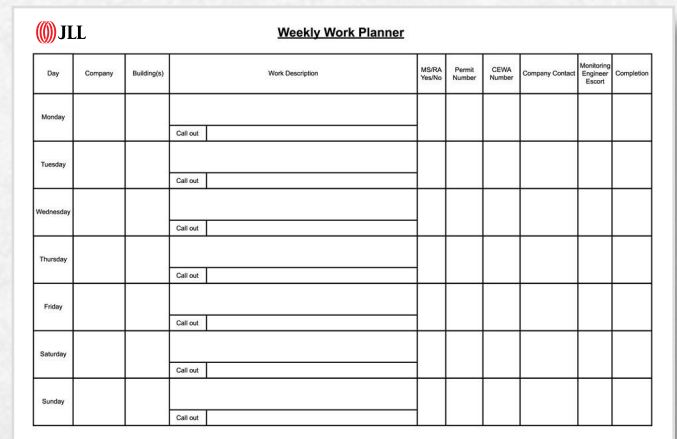 JLL
Weekly Work Planner
Day Company Building(s) Work Description MS/RA Yes/No Permit Number CEWA Number Company Contact Monitoring Engineer Escort Completion
Monday
Call out
Tuesday
Call out
Wednesday
Call out
Thursday
Call out
Friday
Call out
Saturday
Call out
Sunday
Call out